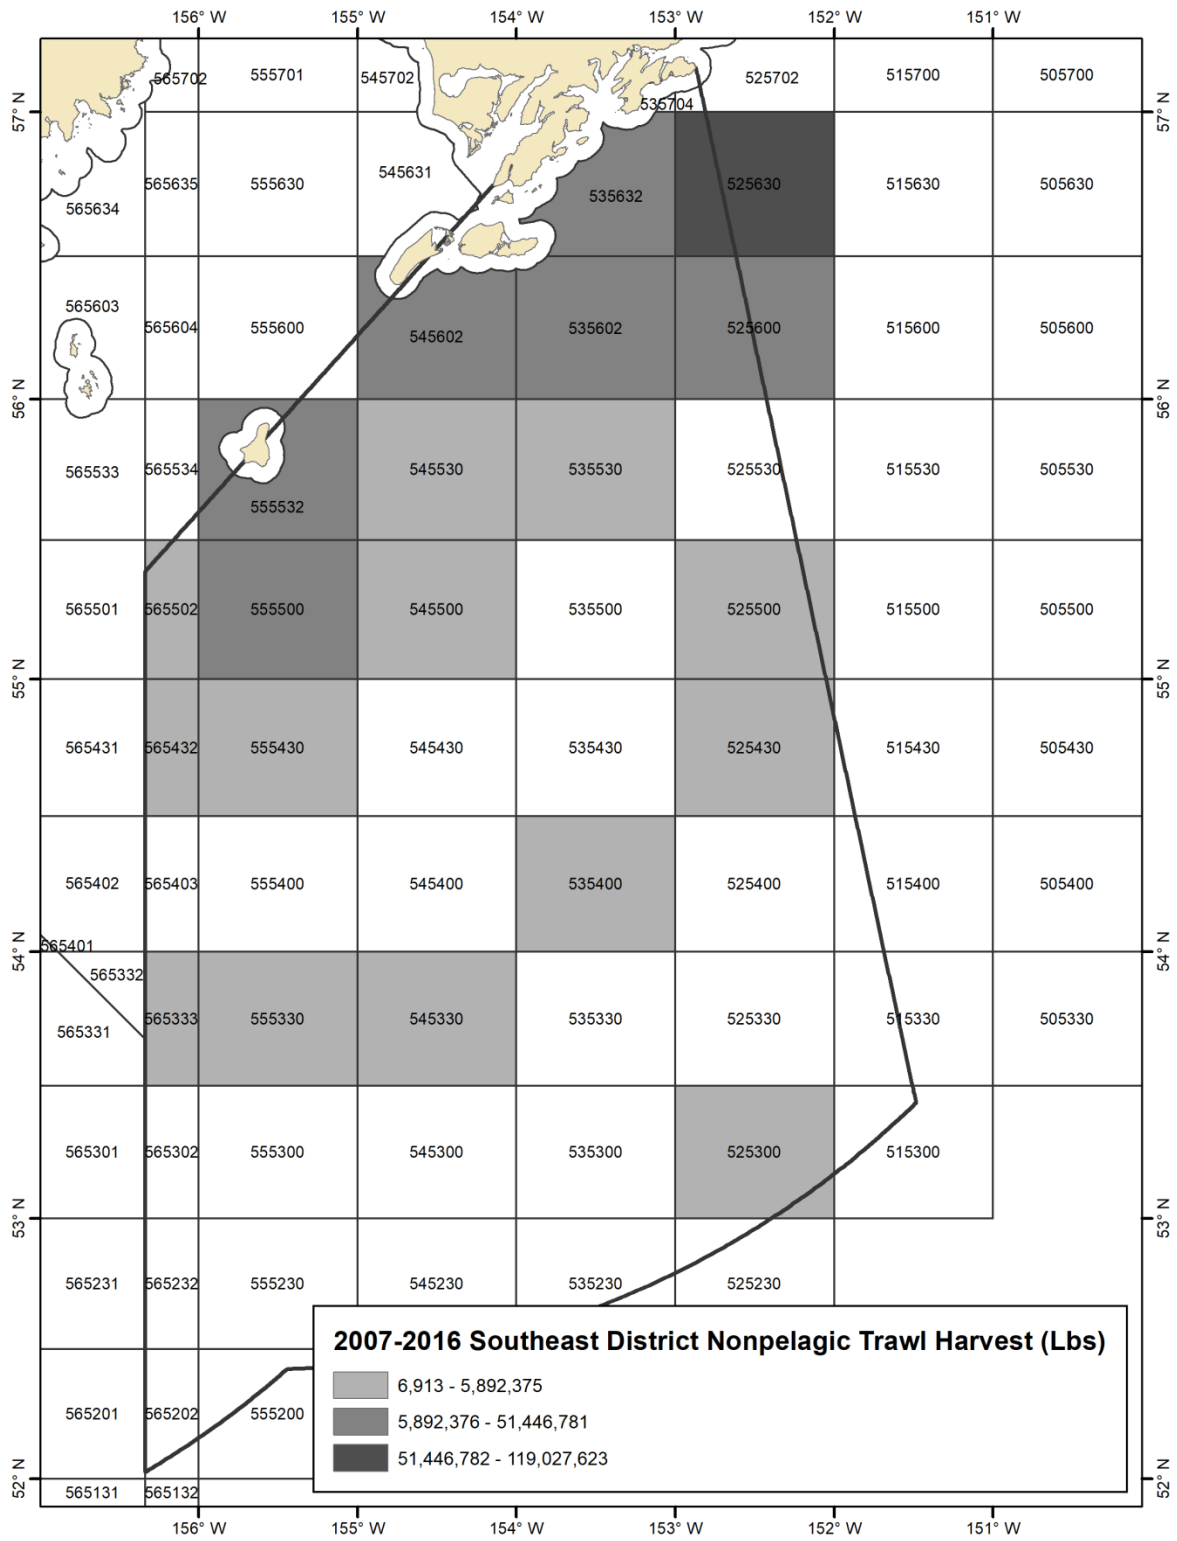 156° W 155° W 154° W 153° W 152° W 151° W
565702 555701 545702 525702 515700 505700
535704
57° N 57° N
565634 565635 555630 545631 535632 525630 515630 505630
565603 565604 555600 545602 535602 525600 515600 505600
56° N 56° N
565533 565534 555532 545530 535530 525530 515530 505530
565501 565502 555500 545500 535500 525500 515500 505500
55° N 55° N
565431 565432 555430 545430 535430 525430 515430 505430
565402 565403 555400 545400 535400 525400 515400 505400
565401
54° N 54° N
565332
565331 565333 555330 545330 535330 525330 515330 505330
565301 565302 555300 545300 535300 525300 515300
53° N 53° N
565231 565232 555230 545230 535230 525230
2007-2016 Southeast District Nonpelagic Trawl Harvest (Lbs)
6,913 - 5,892,375
5,892,376 - 51,446,781
51,446,782 - 119,027,623
565201 565202 555200
52° N 52° N
565131 565132
156° W 155° W 154° W 153° W 152° W 151° W